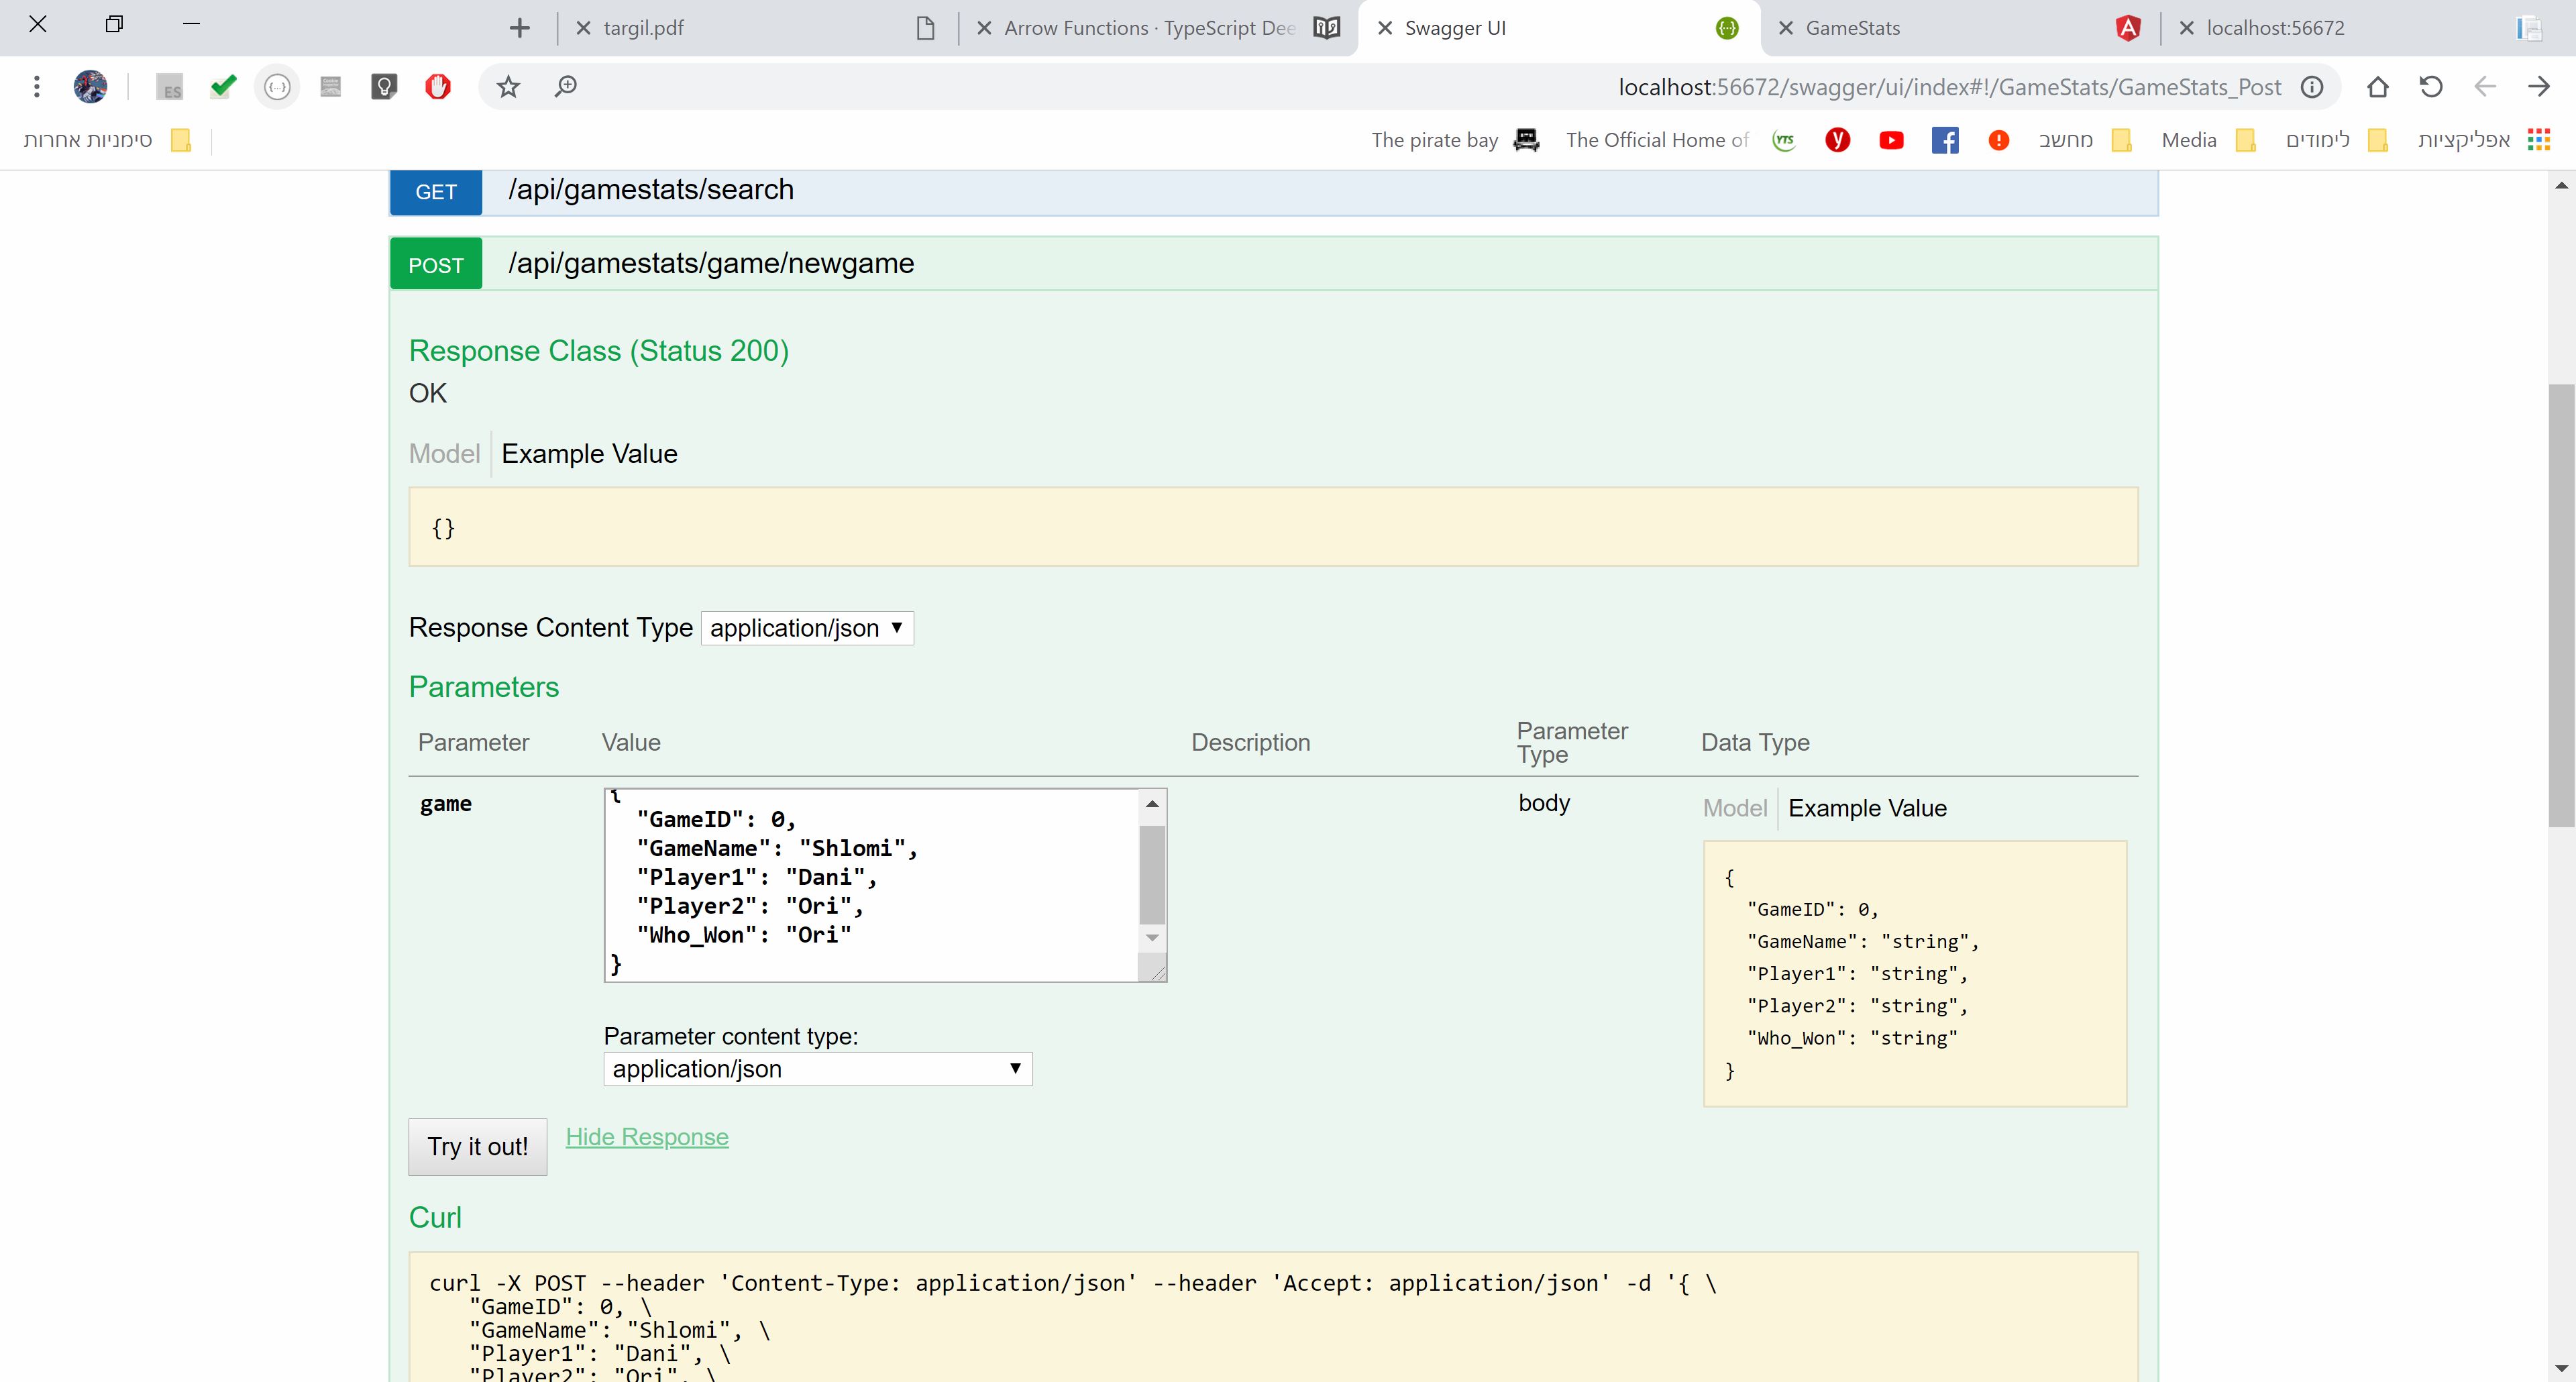 targil.pdf
Arrow Functions · TypeScript Dee
Swagger UI
GameStats
localhost:56672
ES
localhost:56672/swagger/ui/index#!/GameStats/GameStats_Post
סימניות אחרות
The pirate bay
The Official Home of
YTS
מחשב
Media
לימודים
אפליקציות
GET /api/gamestats/search
POST /api/gamestats/game/newgame
Response Class (Status 200)
OK
Model Example Value
{}
Response Content Type application/json
Parameters
Parameter Value Description Parameter Type Data Type
game
{
"GameID": 0,
"GameName": "Shlomi",
"Player1": "Dani",
"Player2": "Ori",
"Who_Won": "Ori"
}
Parameter content type:
application/json
body
Model Example Value
{
"GameID": 0,
"GameName": "string",
"Player1": "string",
"Player2": "string",
"Who_Won": "string"
}
Try it out! Hide Response
Curl
curl -X POST --header 'Content-Type: application/json' --header 'Accept: application/json' -d '{ \
"GameID": 0, \
"GameName": "Shlomi", \
"Player1": "Dani", \
"Player2": "Ori", \